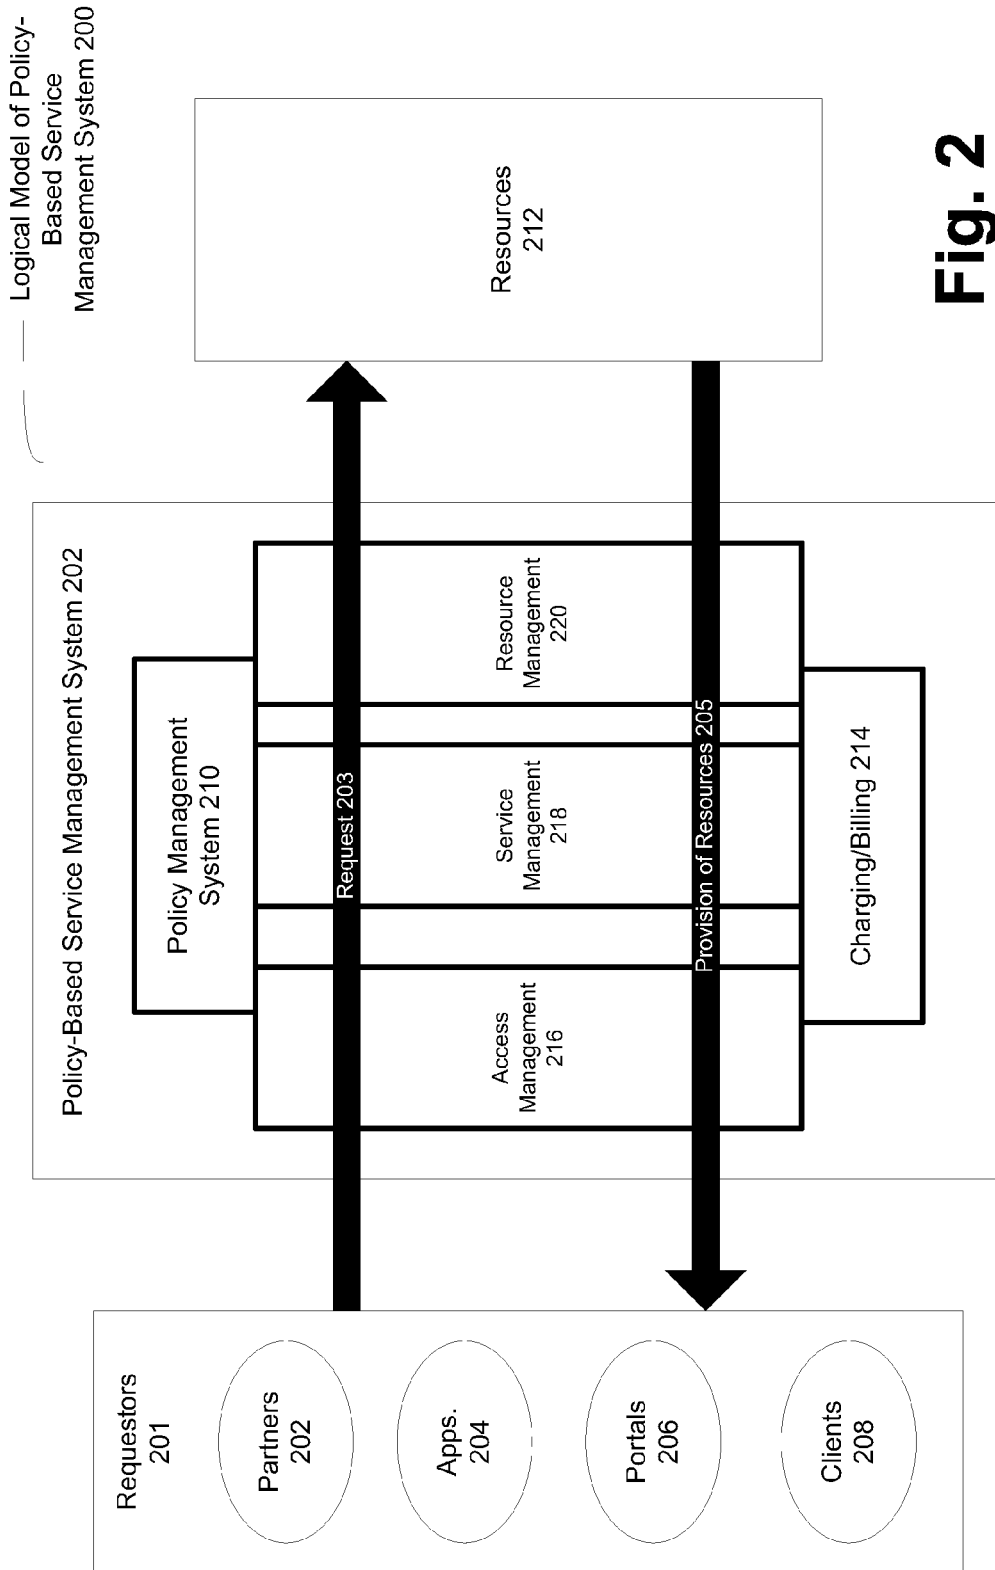 Logical Model of Policy-
Based Service
Management System 200
Policy-Based Service Management System 202
Requestors
201
Partners
202
Apps.
204
Portals
206
Clients
208
Policy Management
System 210
Request 203
Access
Management
216
Service
Management
218
Resource
Management
220
Provision of Resources 205
Charging/Billing 214
Resources
212
Fig. 2